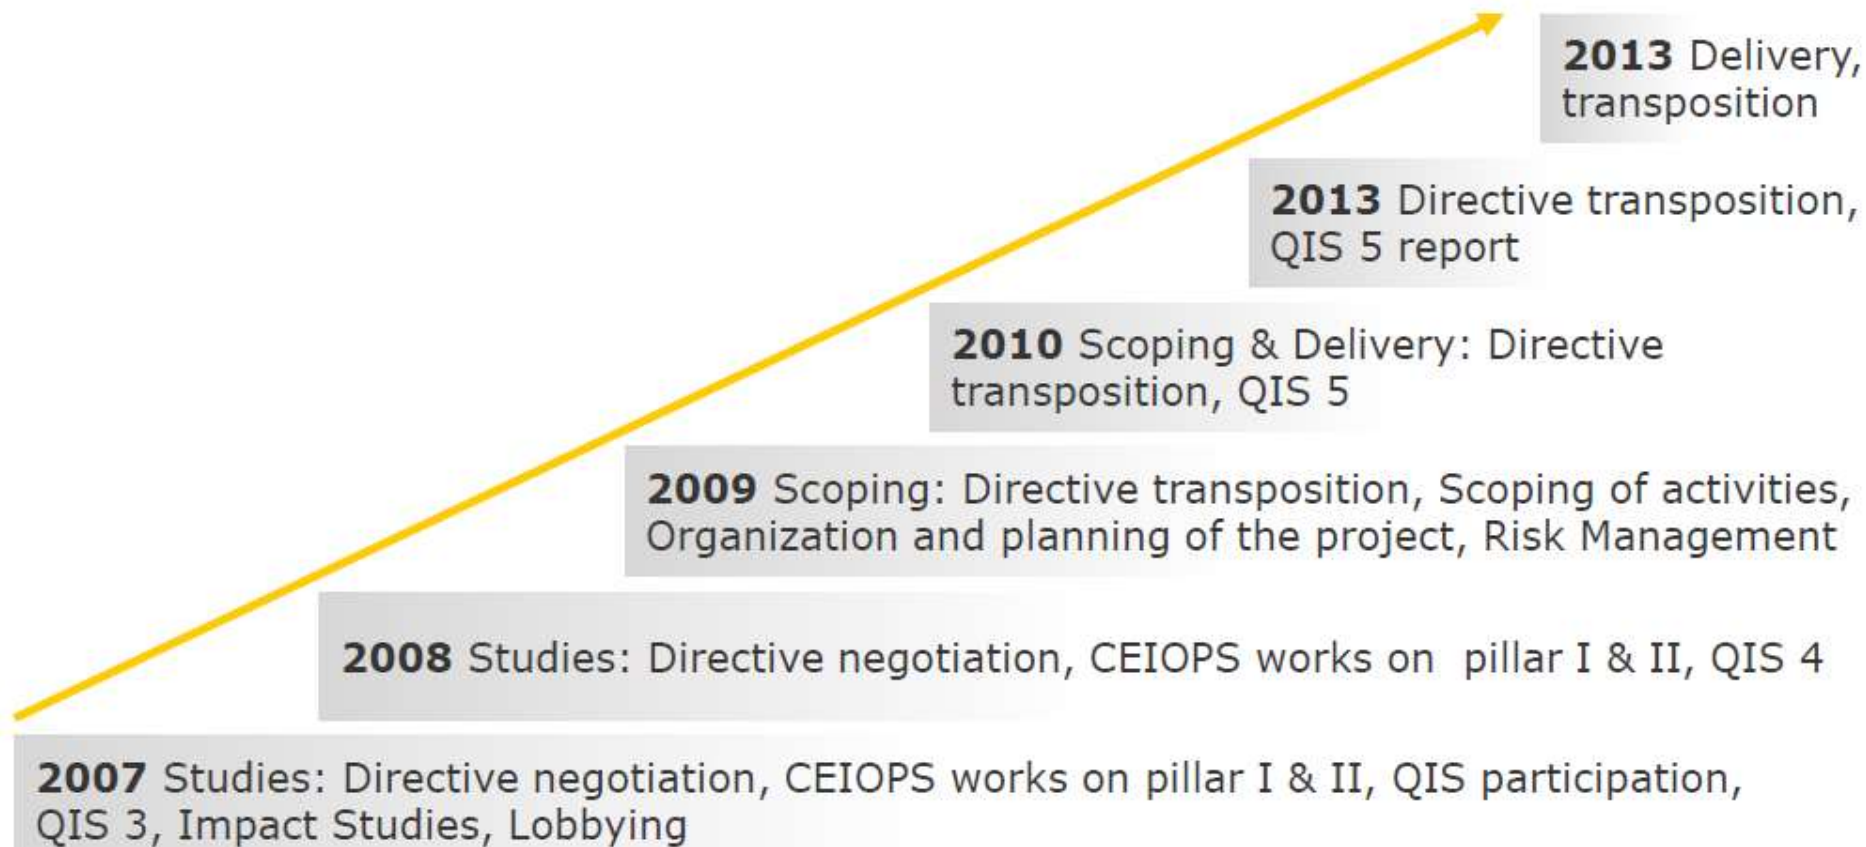 2013 Delivery,
transposition
2013 Directive transposition,
QIS 5 report
2010 Scoping & Delivery: Directive
transposition, QIS 5
2009 Scoping: Directive transposition, Scoping of activities,
Organization and planning of the project, Risk Management
2008 Studies: Directive negotiation, CEIOPS works on  pillar I & II, QIS 4
2007 Studies: Directive negotiation, CEIOPS works on pillar I & II, QIS participation,
QIS 3, Impact Studies, Lobbying